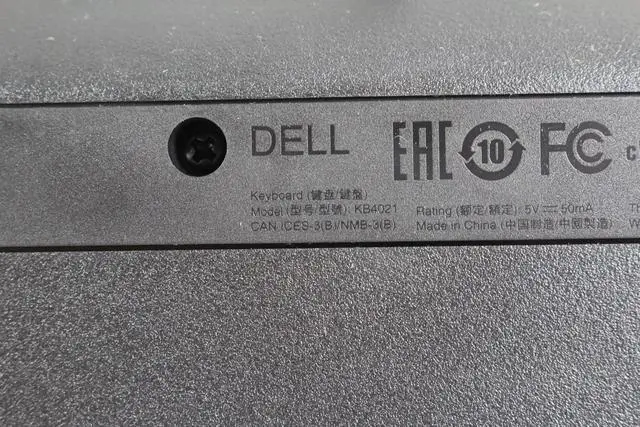 DELL
EAC 10 FC C
Keyboard (键盘/鍵盤)
Model (型号/型號): KB4021
CAN ICES-3(B)/NMB-3(B)
Rating (额定/額定): 5V ⎓ 50mA
Made in China (中国制造/中國製造)